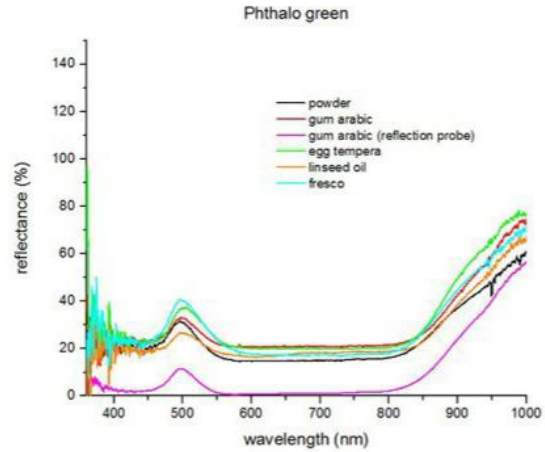 Phthalo green
140
120
100
80
60
40
20
0
reflectance (%)
powder
gum arabic
gum arabic (reflection probe)
egg tempera
linseed oil
fresco
400 500 600 700 800 900 1000
wavelength (nm)